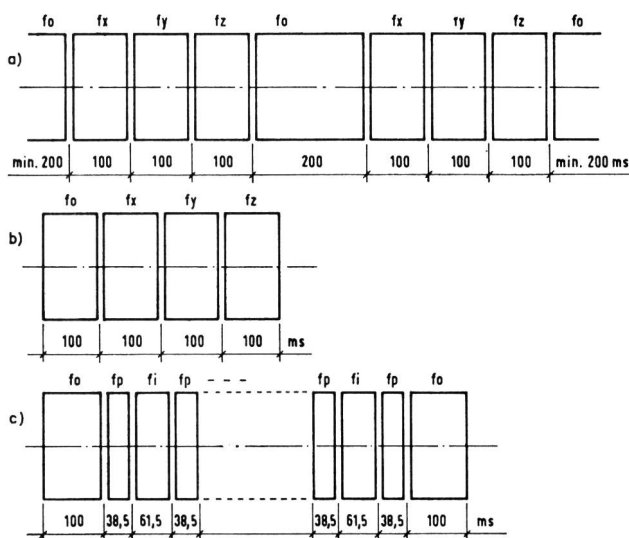 fo fx fy fz fo fx fy fz fo
a)
min. 200 100 100 100 200 100 100 100 min. 200 ms
fo fx fy fz
b)
100 100 100 100 ms
fo fp fi fp - - - fp fi fp fo
c)
100 38,5 61,5 38,5 38,5 61,5 38,5 100 ms